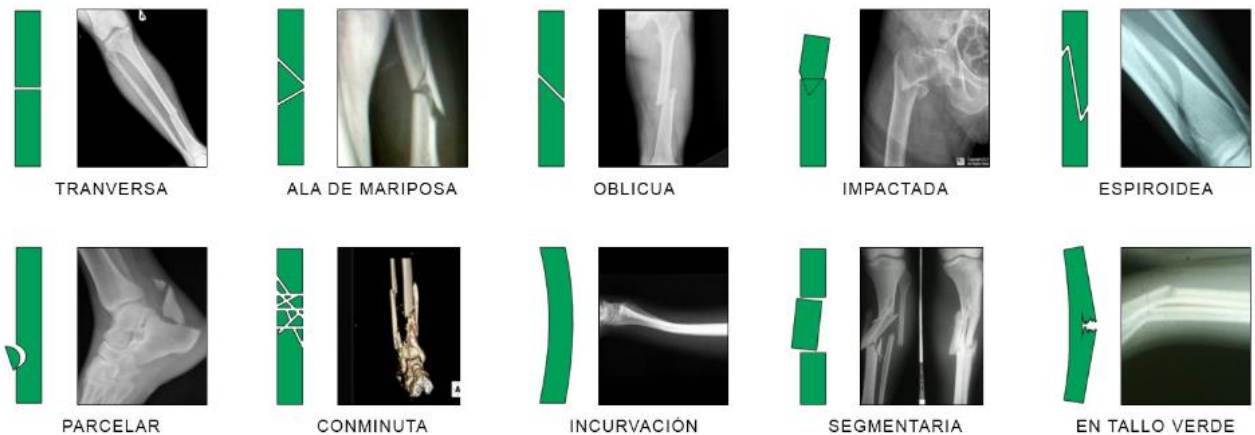 TRANVERSA
ALA DE MARIPOSA
OBLICUA
IMPACTADA
ESPIROIDEA
PARCELAR
CONMINUTA
A
INCURVACIÓN
SEGMENTARIA
EN TALLO VERDE